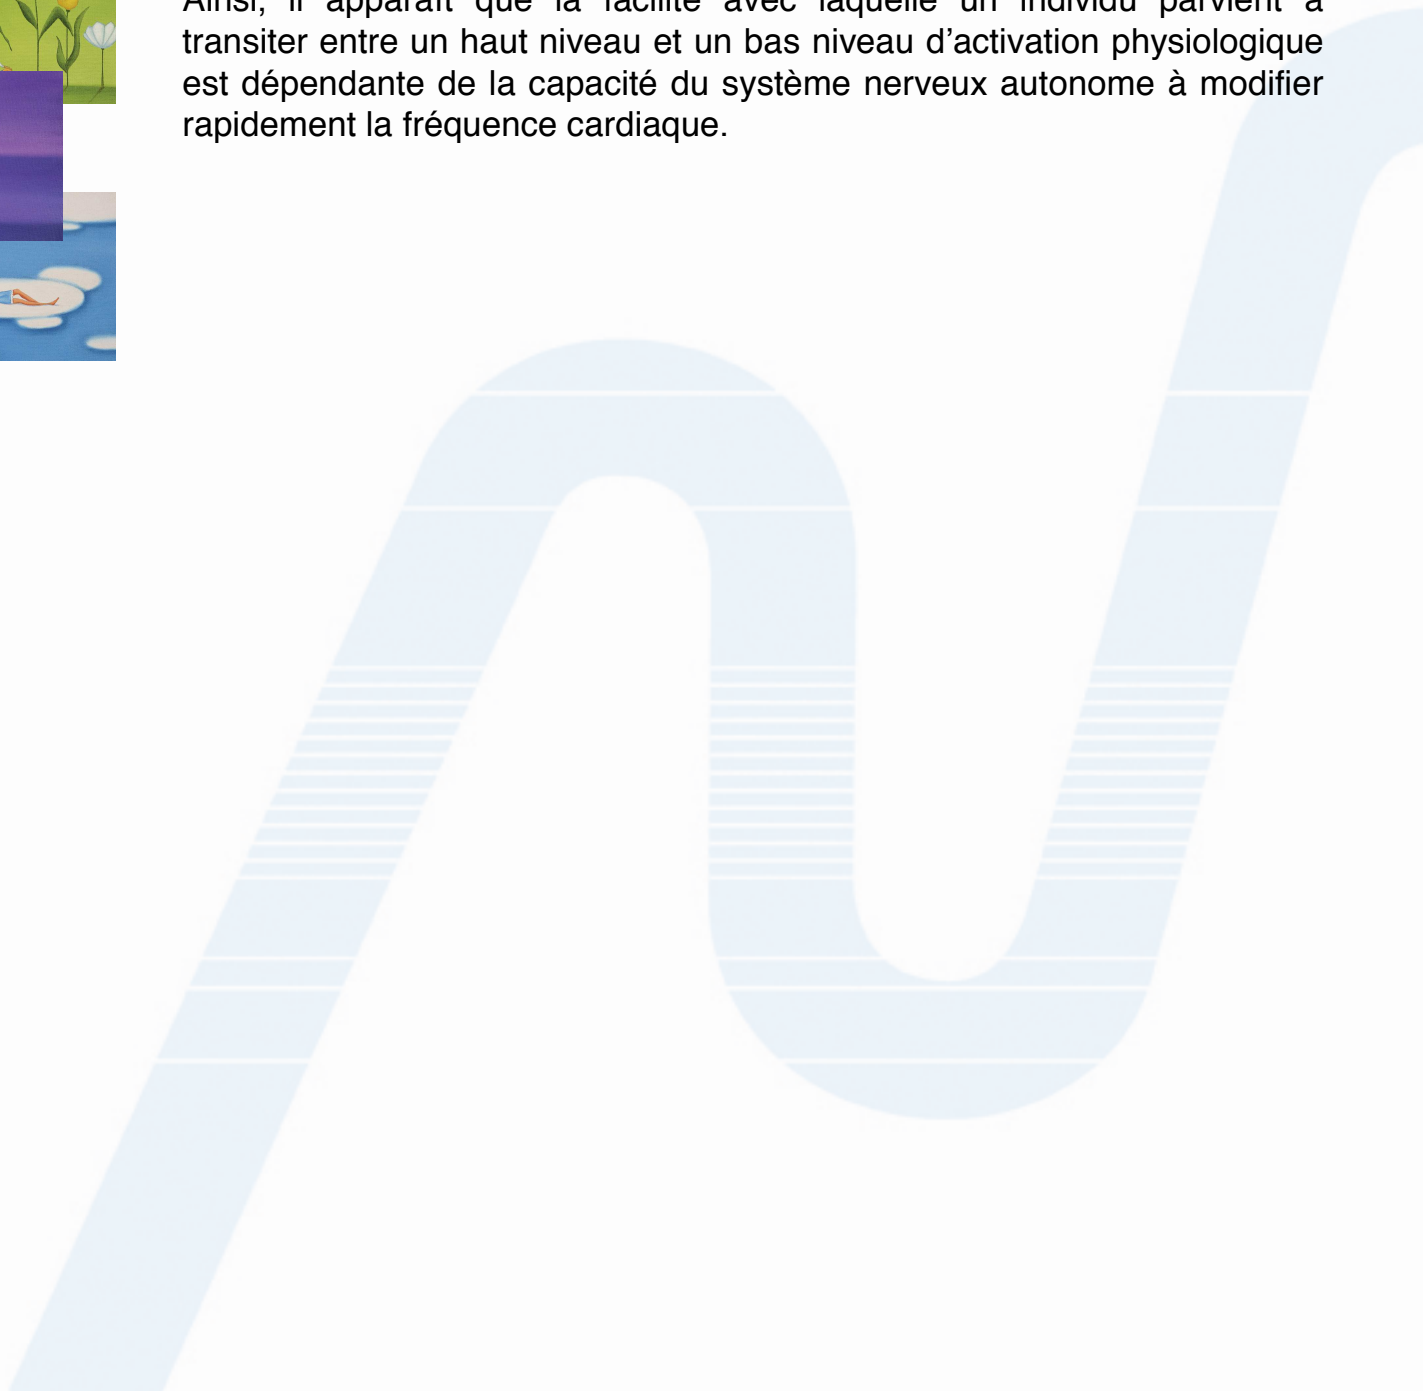 Ainsi, il apparaît que la facilité avec laquelle un individu parvient à
transiter entre un haut niveau et un bas niveau d’activation physiologique
est dépendante de la capacité du système nerveux autonome à modifier
rapidement la fréquence cardiaque.